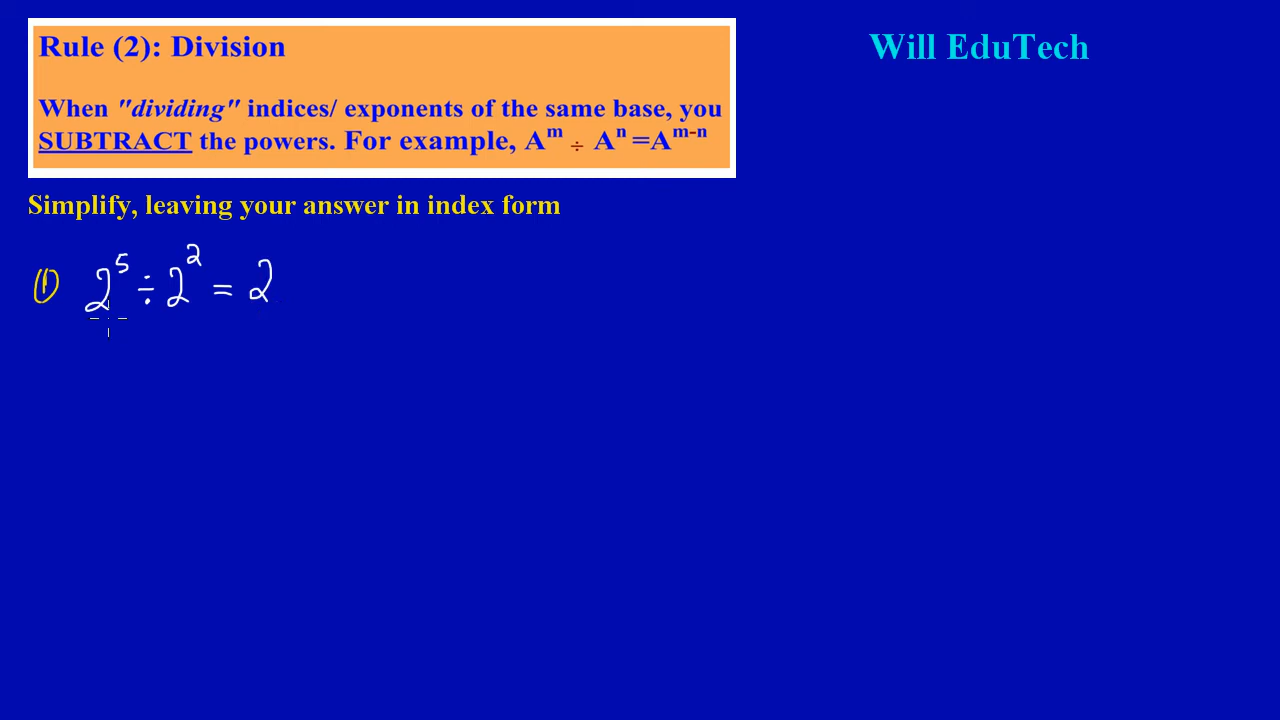 Rule (2): Division
Will EduTech
When "dividing" indices/ exponents of the same base, you
SUBTRACT the powers. For example, Aᵐ ÷ Aⁿ =Aᵐ⁻ⁿ
Simplify, leaving your answer in index form
① 2⁵ ÷ 2² = 2